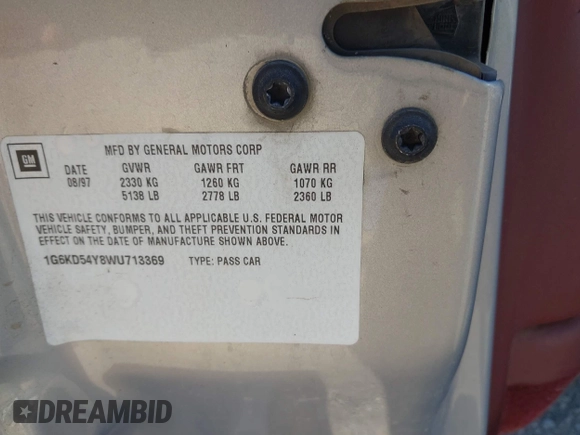 MFD BY GENERAL MOTORS CORP
GM
DATE GVWR GAWR FRT GAWR RR
08/97 2330 KG 1260 KG 1070 KG
5138 LB 2778 LB 2360 LB
THIS VEHICLE CONFORMS TO ALL APPLICABLE U.S. FEDERAL MOTOR
VEHICLE SAFETY, BUMPER, AND THEFT PREVENTION STANDARDS IN
EFFECT ON THE DATE OF MANUFACTURE SHOWN ABOVE.
1G6KD54Y8WU713369 TYPE: PASS CAR
DREAMBID